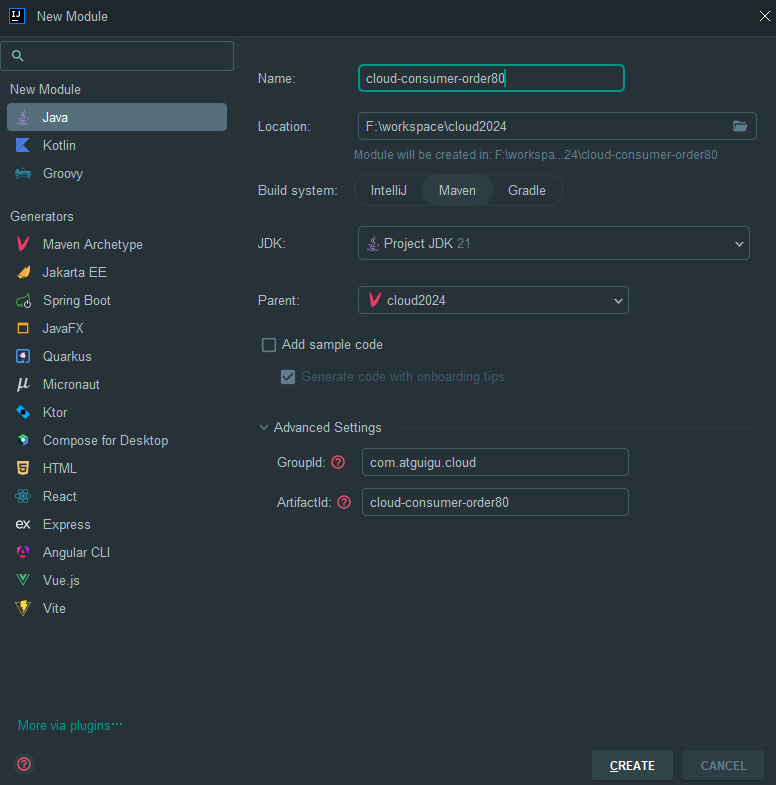 New Module
New Module
Java
Kotlin
Groovy
Generators
Maven Archetype
Jakarta EE
Spring Boot
JavaFX
Quarkus
Micronaut
Ktor
Compose for Desktop
HTML
React
Express
Angular CLI
Vue.js
Vite
More via plugins...
Name: cloud-consumer-order80
Location: F:\workspace\cloud2024
Module will be created in: F:\workspa...24\cloud-consumer-order80
Build system: IntelliJ Maven Gradle
JDK: Project JDK 21
Parent: cloud2024
Add sample code
Generate code with onboarding tips
Advanced Settings
GroupId: ? com.atguigu.cloud
ArtifactId: ? cloud-consumer-order80
? CREATE CANCEL